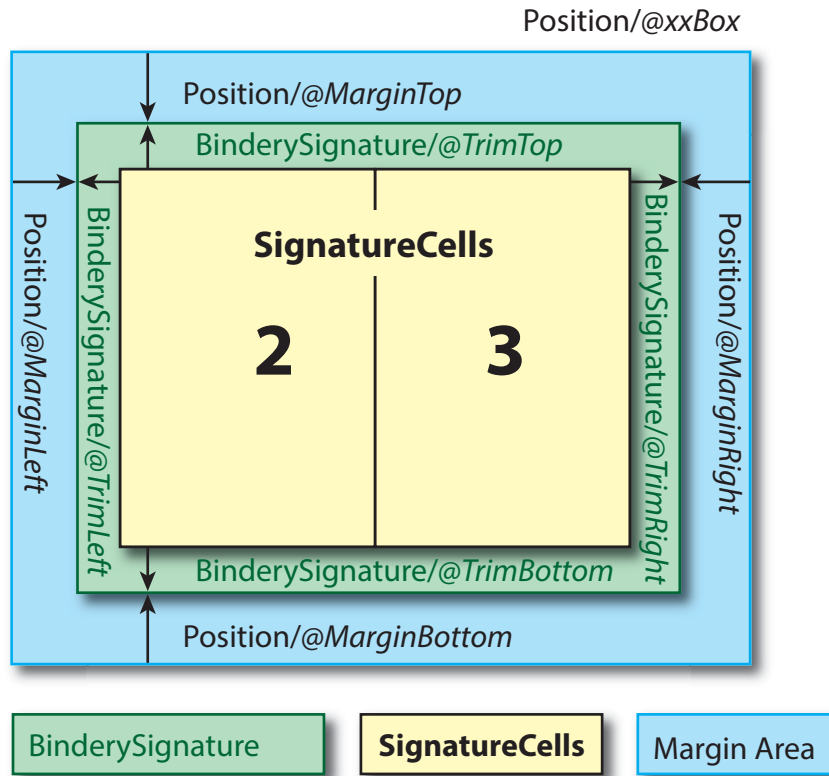 Position/@xxBox
Position/@MarginTop
BinderySignature/@TrimTop
Position/@MarginLeft
BinderySignature/@TrimLeft
SignatureCells
2
3
BinderySignature/@TrimRight
Position/@MarginRight
BinderySignature/@TrimBottom
Position/@MarginBottom
BinderySignature
SignatureCells
Margin Area